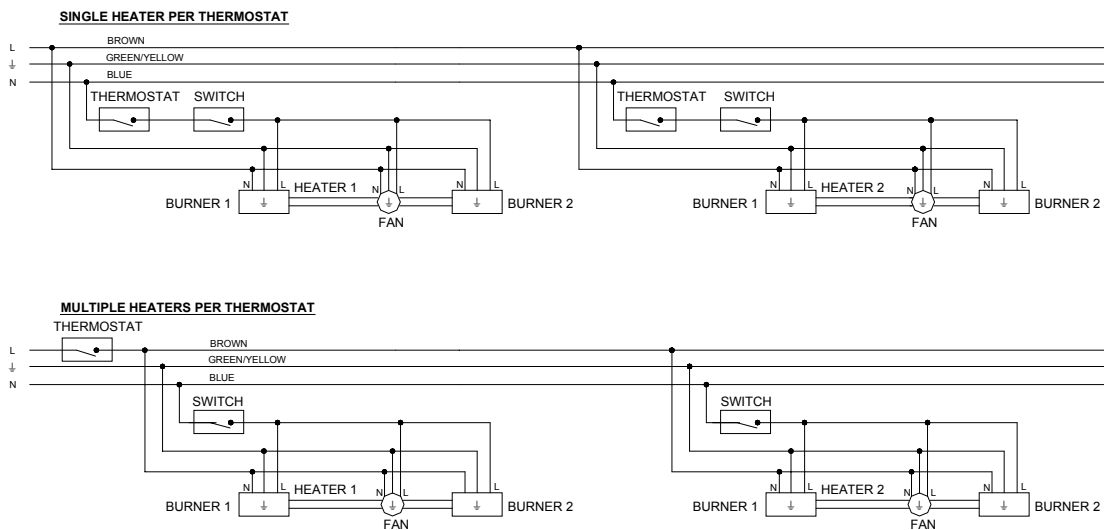 SINGLE HEATER PER THERMOSTAT
L BROWN
GREEN/YELLOW
N BLUE
THERMOSTAT SWITCH THERMOSTAT SWITCH
N L HEATER 1 N L N L N L HEATER 2 N L N L
BURNER 1 BURNER 2 BURNER 1 BURNER 2
FAN FAN
MULTIPLE HEATERS PER THERMOSTAT
THERMOSTAT
L BROWN
GREEN/YELLOW
N BLUE
SWITCH SWITCH
N L HEATER 1 N L N L N L HEATER 2 N L N L
BURNER 1 BURNER 2 BURNER 1 BURNER 2
FAN FAN